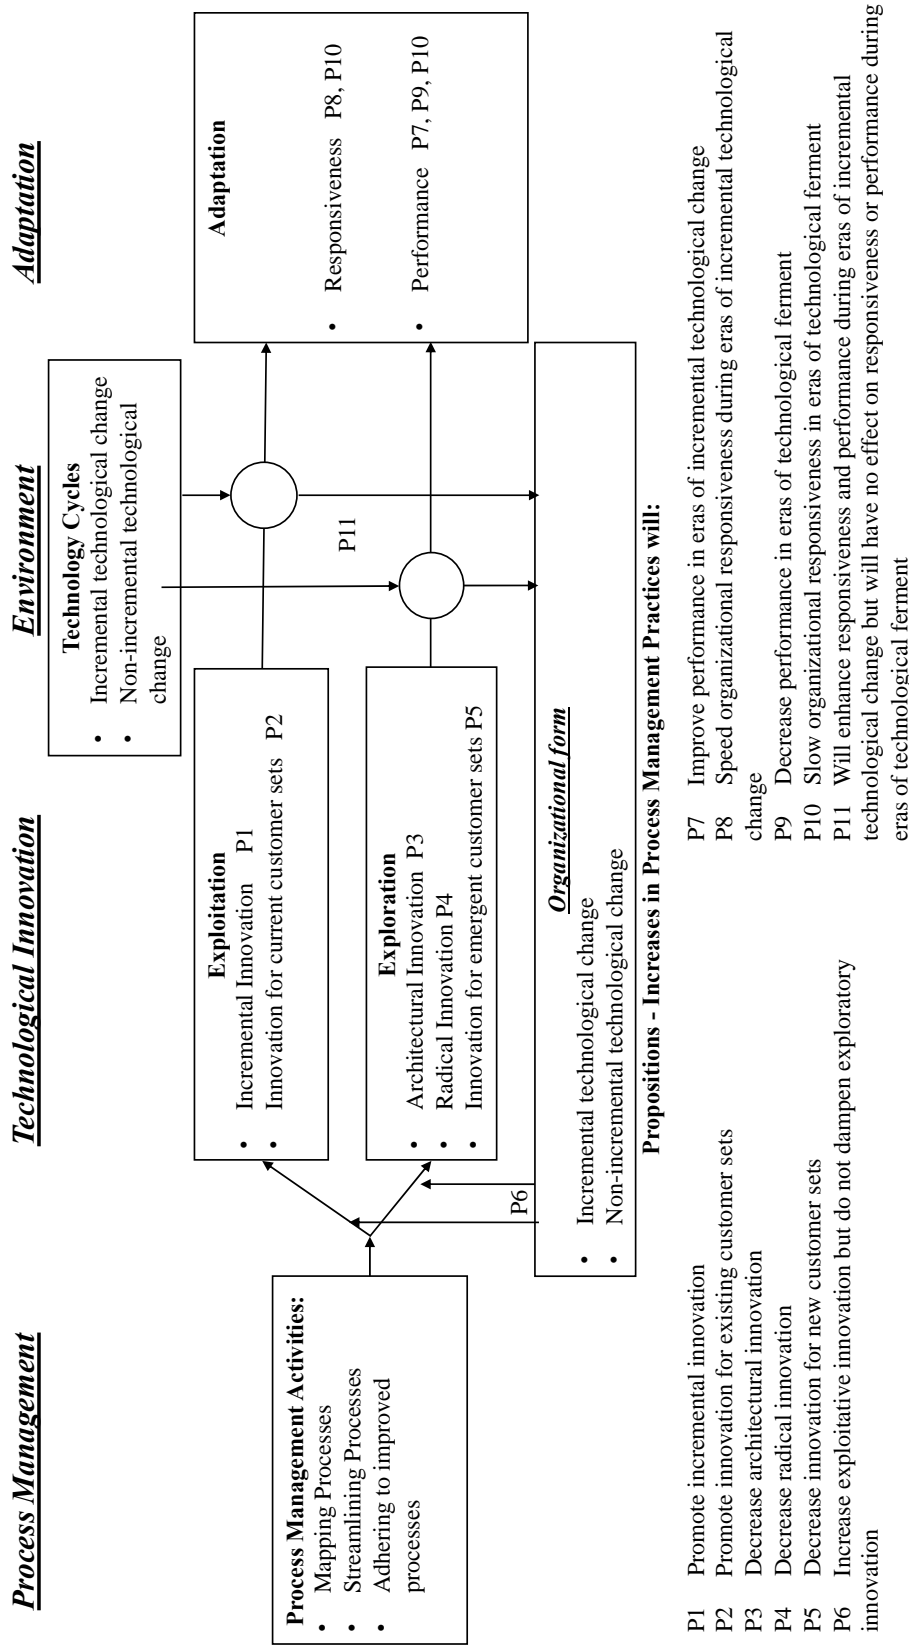 Process Management
Technological Innovation
Environment
Adaptation
Process Management Activities:
• Mapping Processes
• Streamlining Processes
• Adhering to improved
processes
Exploitation
• Incremental Innovation P1
• Innovation for current customer sets P2
Exploration
• Architectural Innovation P3
• Radical Innovation P4
• Innovation for emergent customer sets P5
Technology Cycles
• Incremental technological change
• Non-incremental technological
change
P11
Adaptation
• Responsiveness P8, P10
• Performance P7, P9, P10
P6
Organizational form
• Incremental technological change
• Non-incremental technological change
Propositions - Increases in Process Management Practices will:
P1 Promote incremental innovation
P2 Promote innovation for existing customer sets
P3 Decrease architectural innovation
P4 Decrease radical innovation
P5 Decrease innovation for new customer sets
P6 Increase exploitative innovation but do not dampen exploratory
innovation
P7 Improve performance in eras of incremental technological change
P8 Speed organizational responsiveness during eras of incremental technological
change
P9 Decrease performance in eras of technological ferment
P10 Slow organizational responsiveness in eras of technological ferment
P11 Will enhance responsiveness and performance during eras of incremental
technological change but will have no effect on responsiveness or performance during
eras of technological ferment